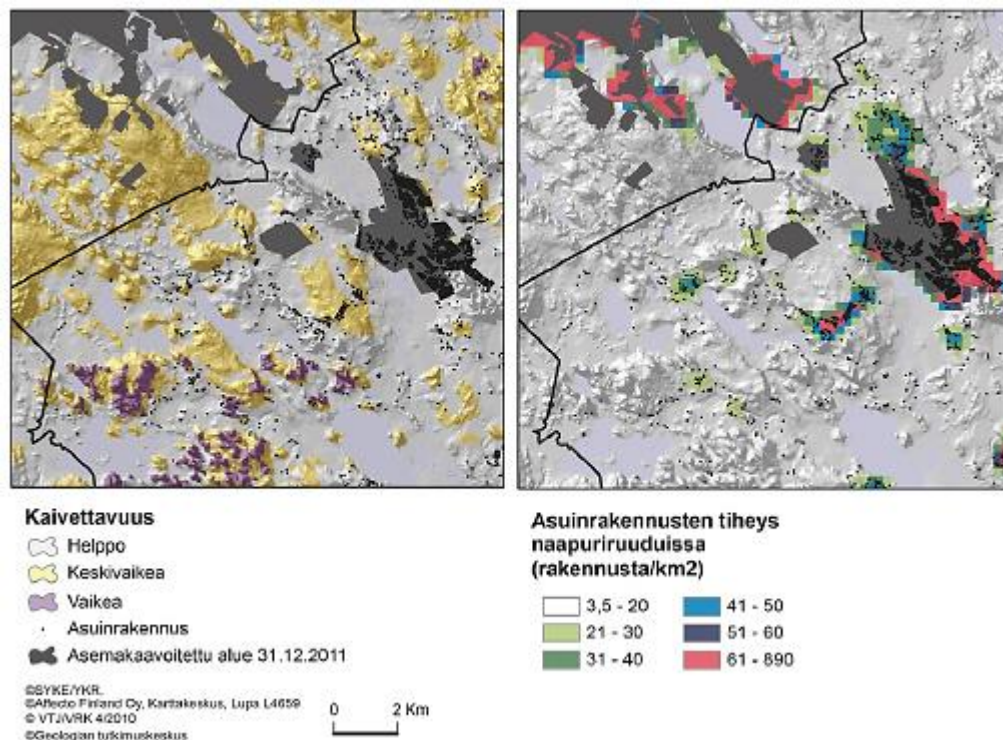 Kaivettavuus
Helppo
Keskivaikea
Vaikea
Asuinrakennus
Asemakaavoitettu alue 31.12.2011
©SYKE/YKR.
©Affecto Finland Oy, Karttakeskus, Lupa L4659
© VTJ/VRK 4/2010
©Geologian tutkimuskeskus
0 2 Km
Asuinrakennusten tiheys
naapuriruuduissa
(rakennusta/km2)
3,5 - 20
21 - 30
31 - 40
41 - 50
51 - 60
61 - 890